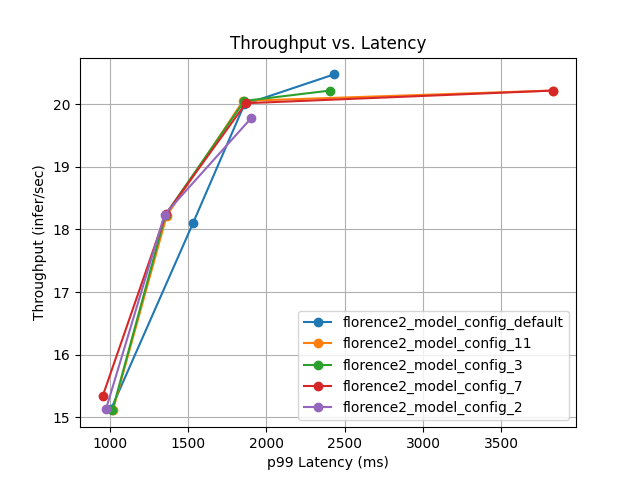 Throughput vs. Latency
Throughput (infer/sec)
20
19
18
17
16
15
florence2_model_config_default
florence2_model_config_11
florence2_model_config_3
florence2_model_config_7
florence2_model_config_2
1000 1500 2000 2500 3000 3500
p99 Latency (ms)